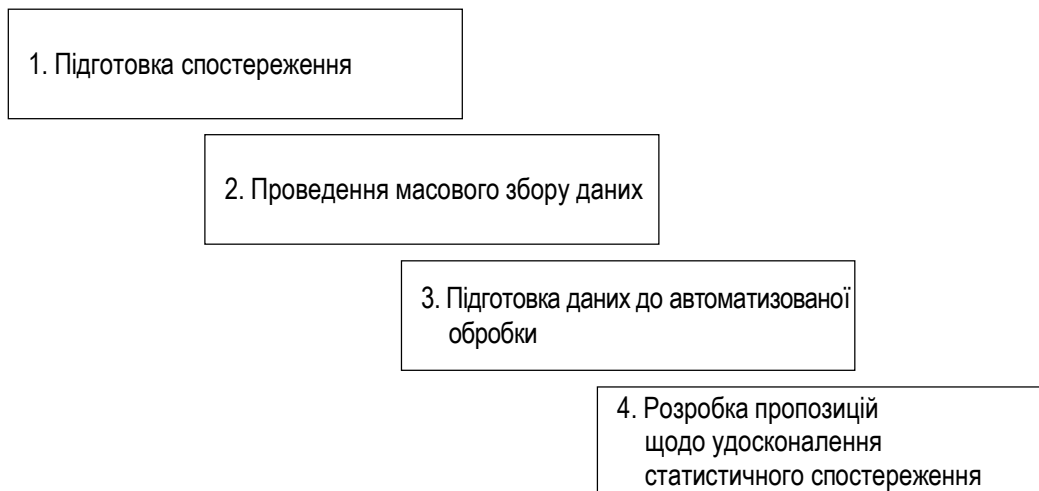 1. Підготовка спостереження
2. Проведення масового збору даних
3. Підготовка даних до автоматизованої
обробки
4. Розробка пропозицій
щодо удосконалення
статистичного спостереження